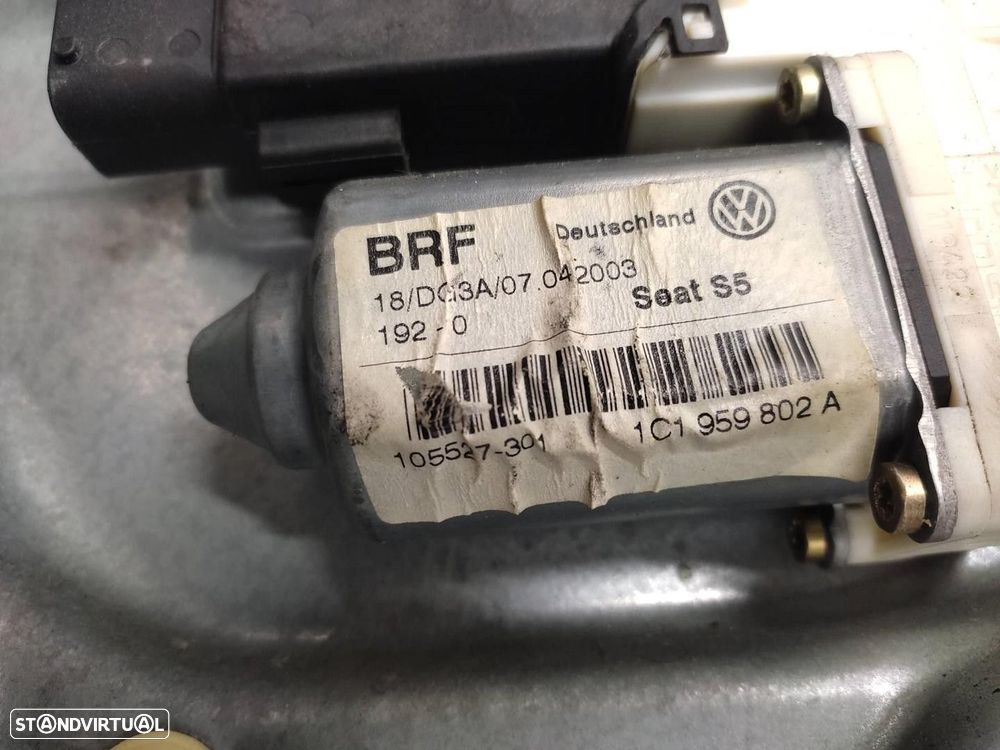 BRF
Deutschland
18/DG3A/07.042003
Seat S5
192-0
105527-301
1C1 959 802 A
STANDVIRTUAL